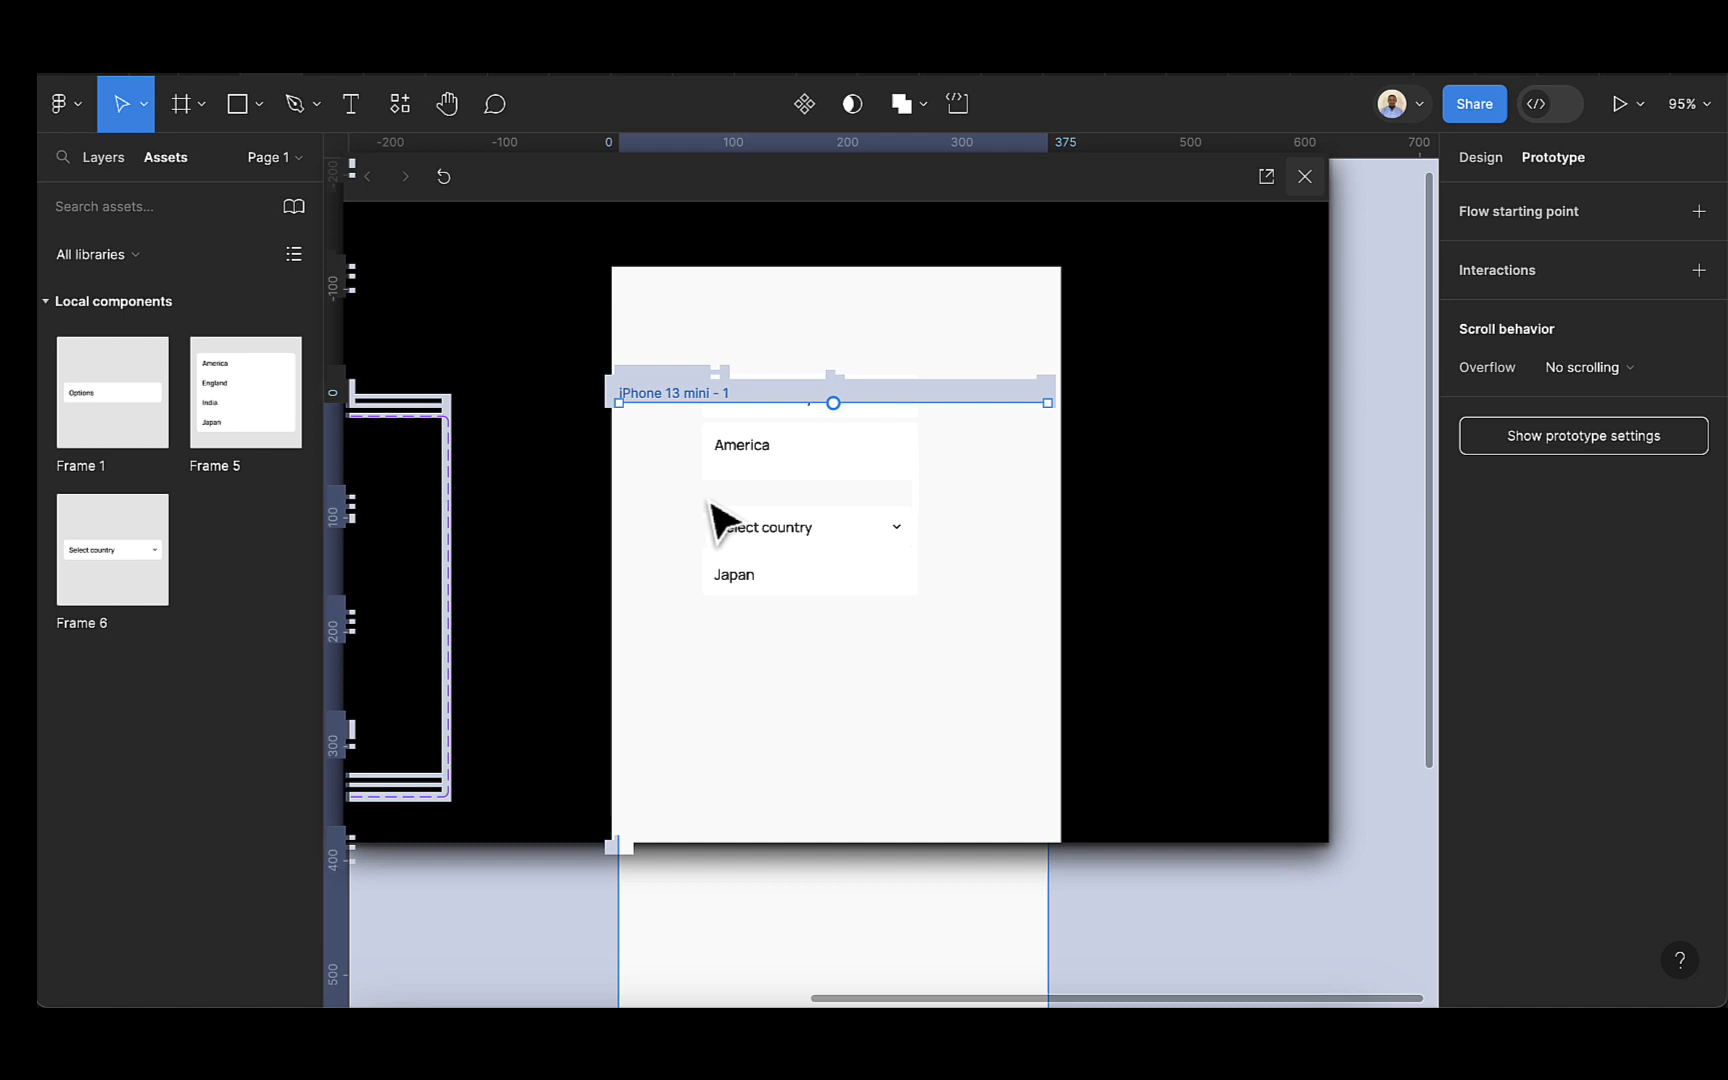 Share
95%
Layers
Assets
Page 1
-200
-100
0
100
200
300
375
500
600
700
Design
Prototype
Search assets...
All libraries
Local components
Options
America
England
India
Japan
Frame 1
Frame 5
Select country
Frame 6
-200
-100
0
100
200
300
400
500
iPhone 13 mini - 1
America
ect country
Japan
Flow starting point
Interactions
Scroll behavior
Overflow
No scrolling
Show prototype settings
?